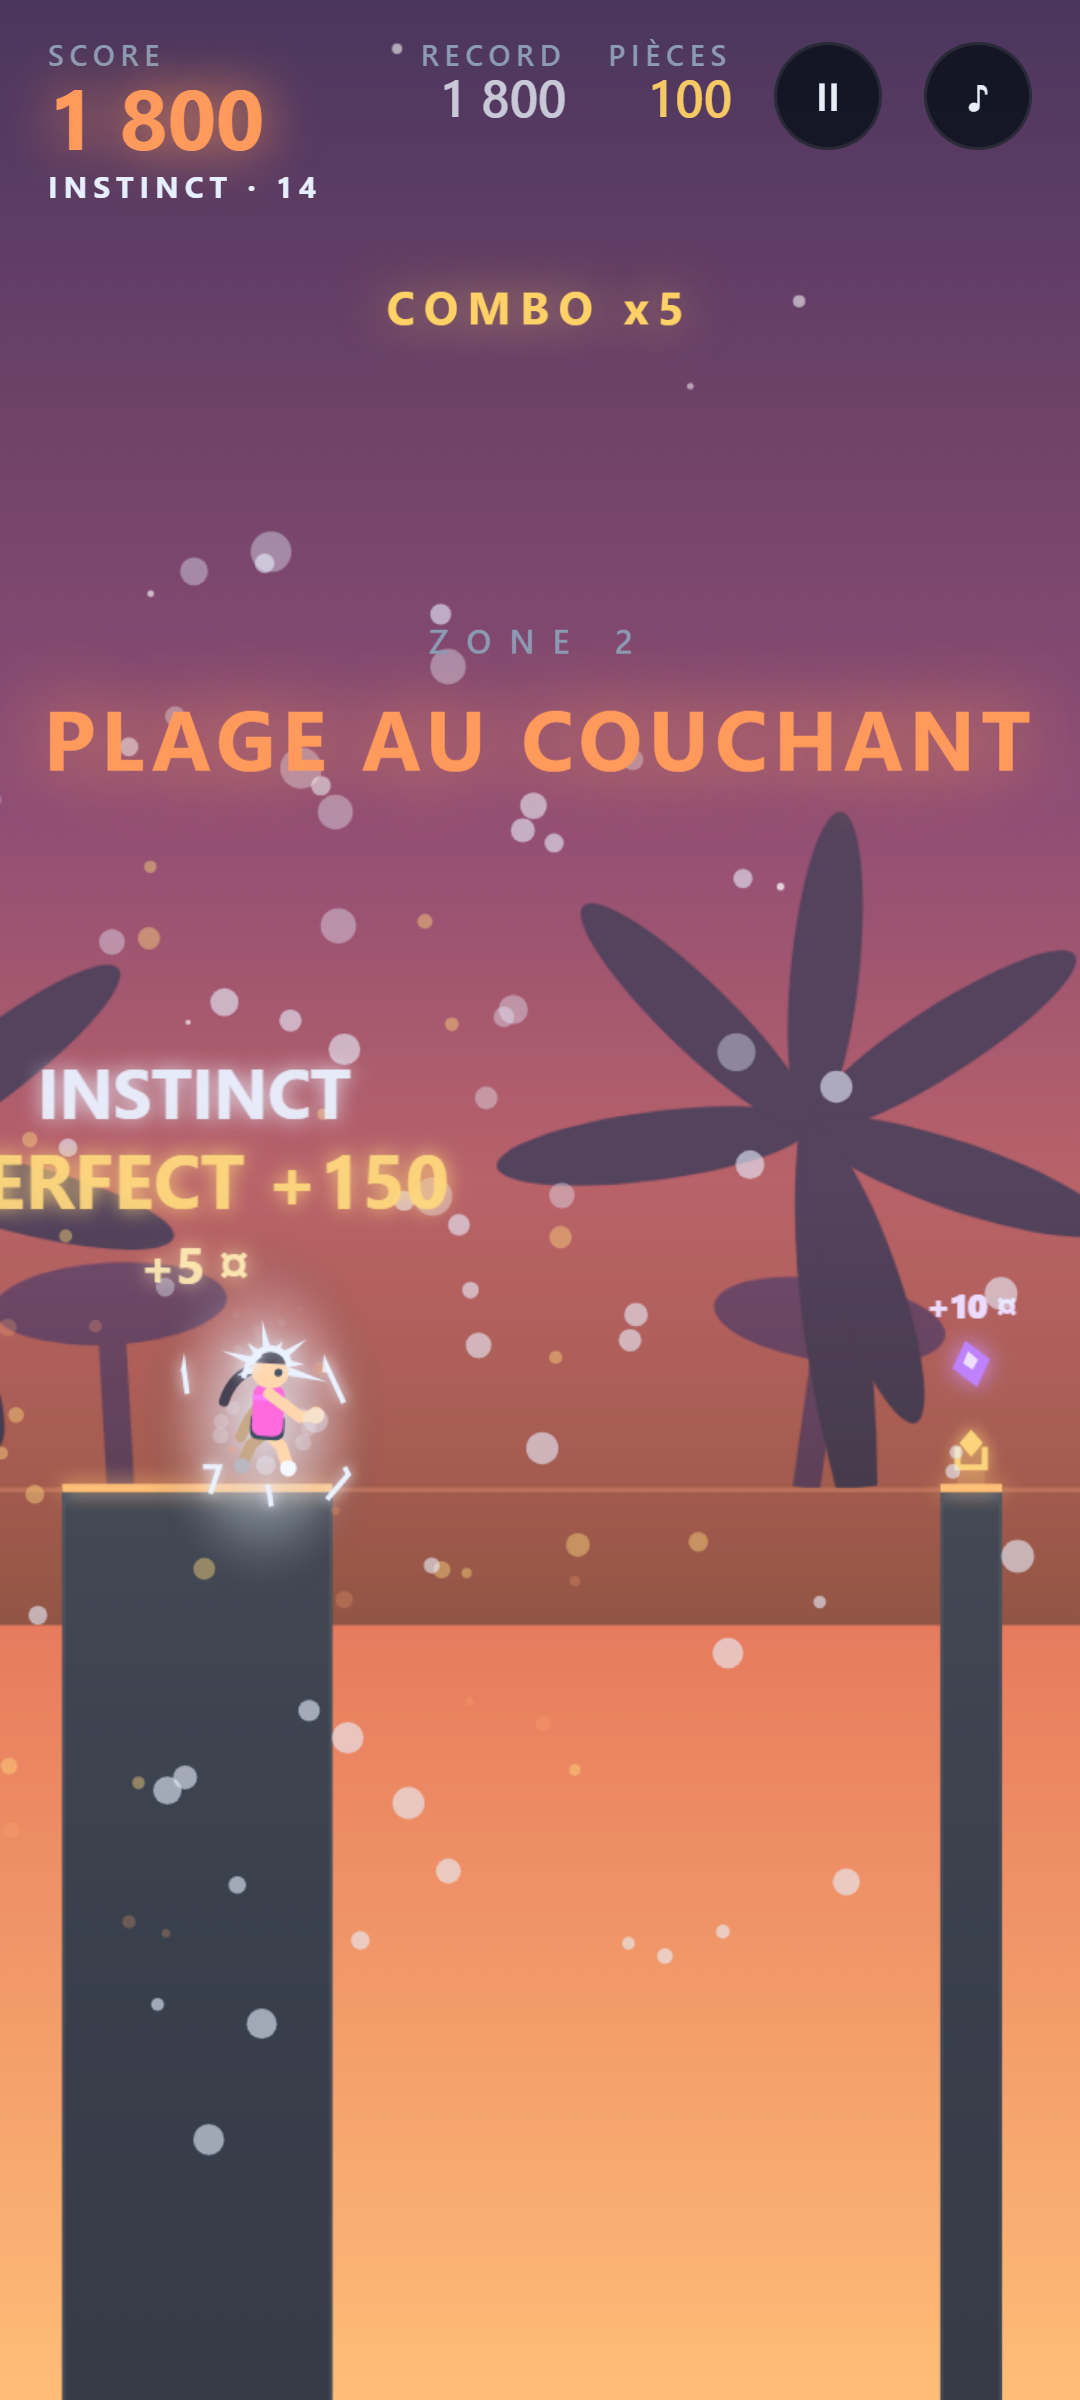 SCORE
1 800
INSTINCT · 14
RECORD
1 800
PIÈCES
100
COMBO x5
ZONE 2
PLAGE AU COUCHANT
INSTINCT
ERFECT +150
+5 ¤
+10 ¤